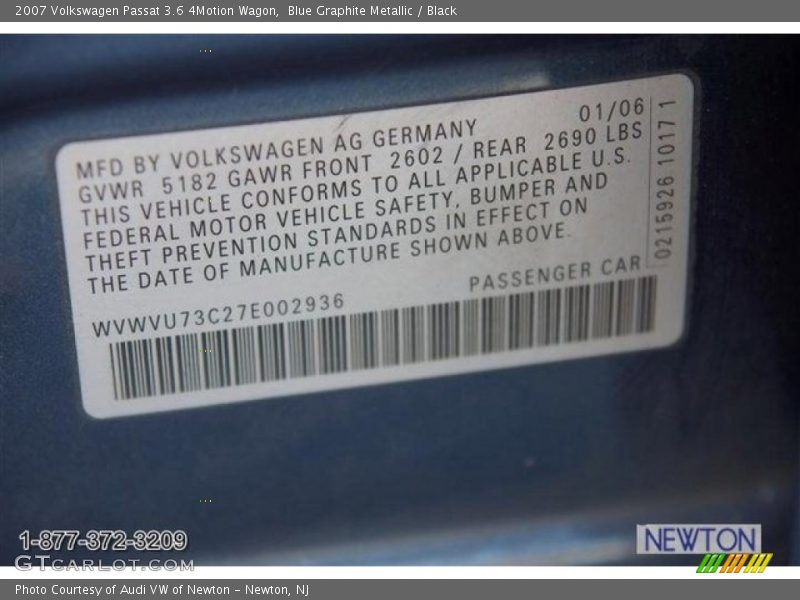 2007 Volkswagen Passat 3.6 4Motion Wagon,  Blue Graphite Metallic / Black
01/06
MFD BY VOLKSWAGEN AG GERMANY
GVWR 5182 GAWR FRONT 2602 / REAR 2690 LBS
THIS VEHICLE CONFORMS TO ALL APPLICABLE U.S.
FEDERAL MOTOR VEHICLE SAFETY, BUMPER AND
THEFT PREVENTION STANDARDS IN EFFECT ON
THE DATE OF MANUFACTURE SHOWN ABOVE.
0215926 10171
WVWVU73C27E002936
PASSENGER CAR
1-877-372-3209
GTCARLOT.COM
NEWTON
Photo Courtesy of Audi VW of Newton - Newton, NJ